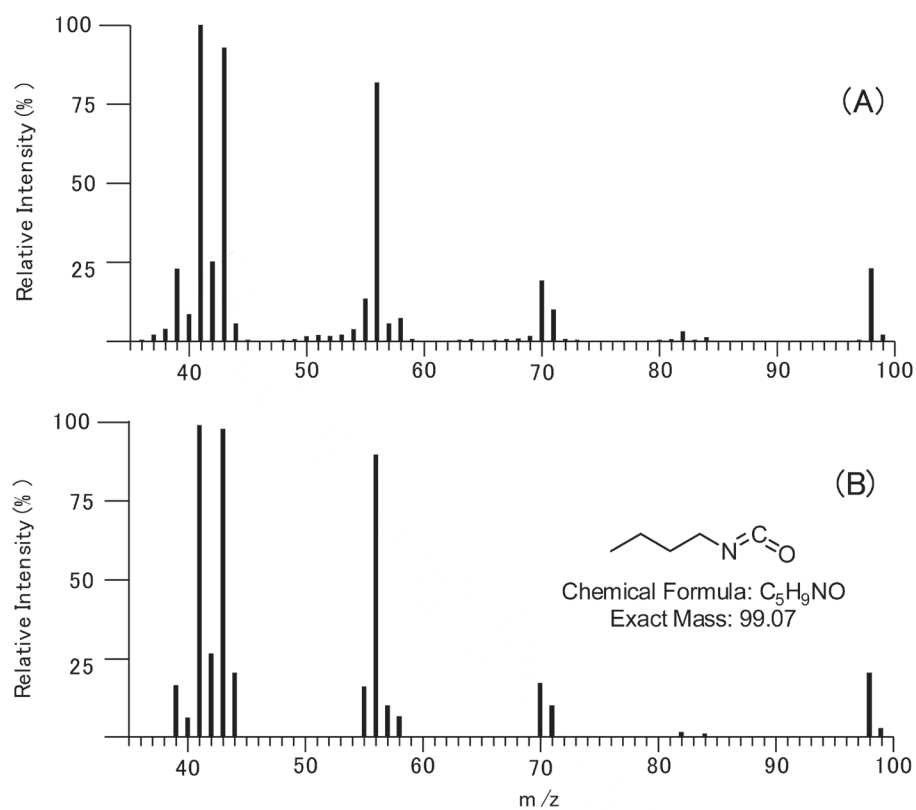 100
75
50
25
Relative Intensity (%)
(A)
40
50
60
70
80
90
100
100
75
50
25
Relative Intensity (%)
(B)
N
C
O
Chemical Formula: C₅H₉NO
Exact Mass: 99.07
40
50
60
70
80
90
100
m/z